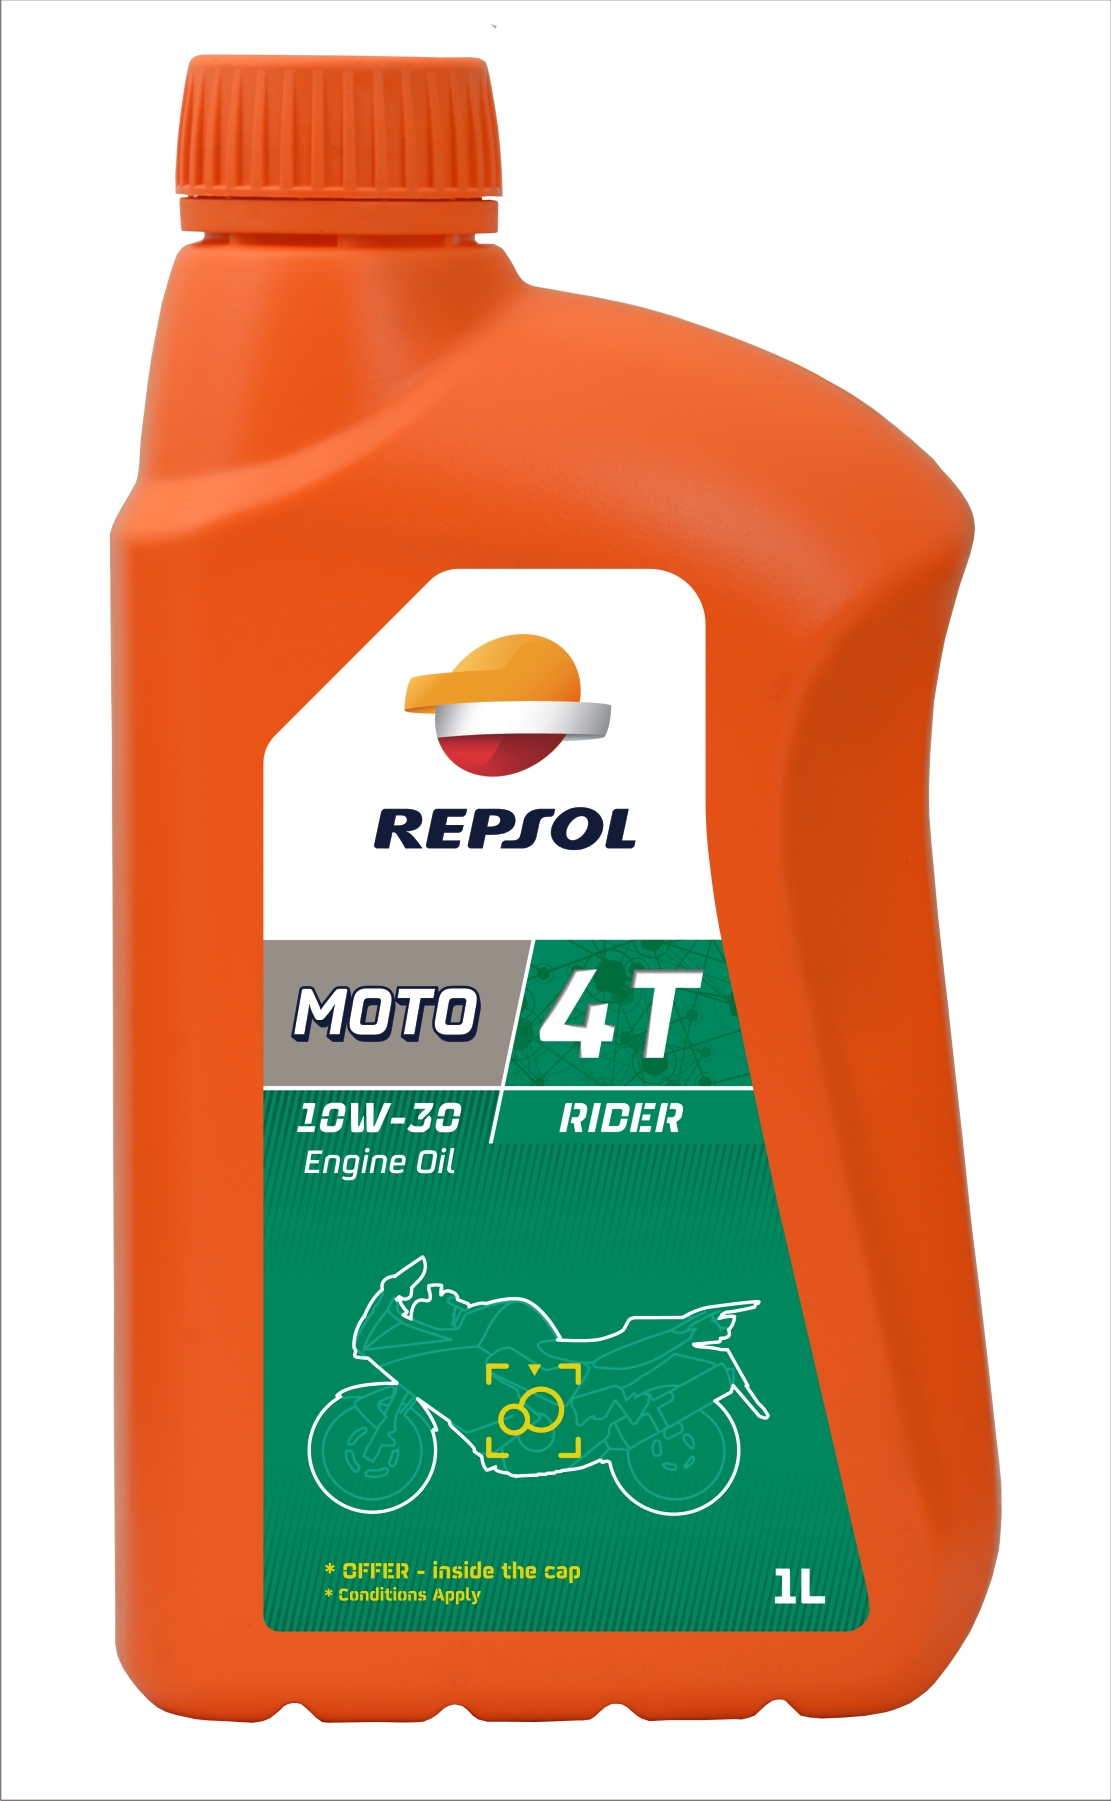 REPSOL
MOTO 4T
10W-30 RIDER
Engine Oil
* OFFER - inside the cap
* Conditions Apply
1L